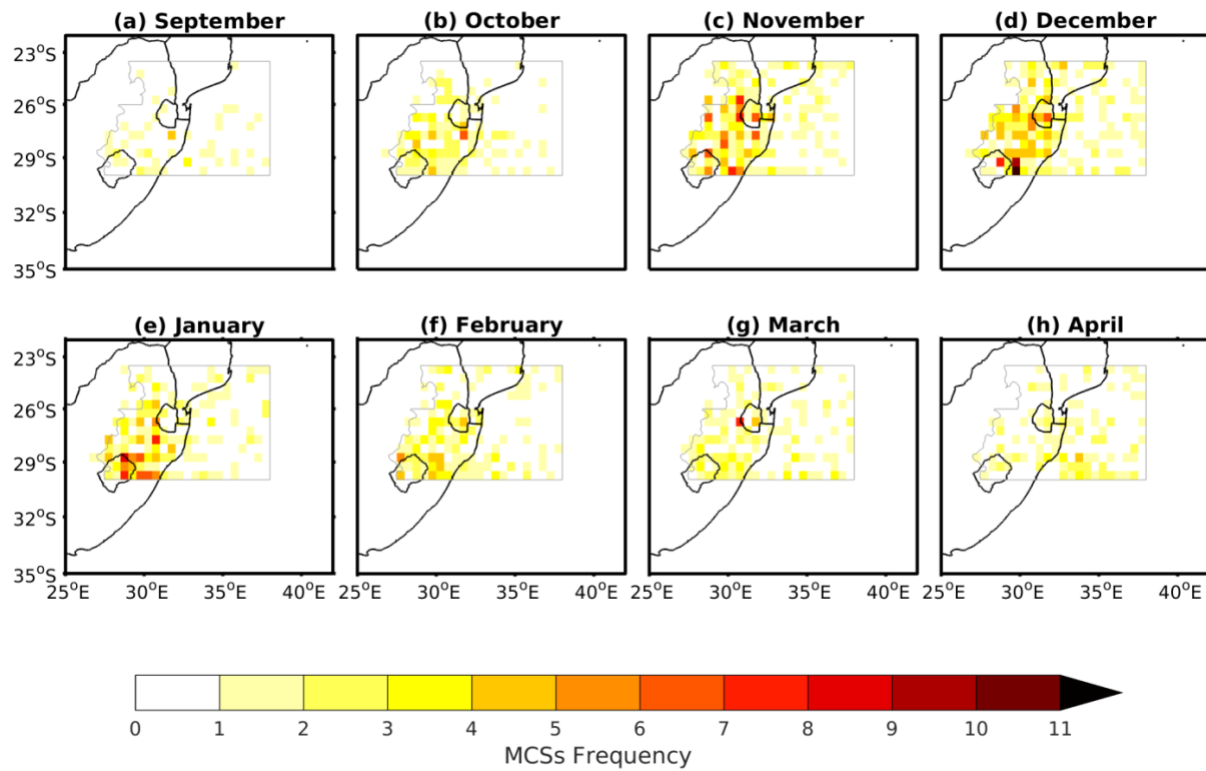 (a) September (b) October (c) November (d) December
23°S
26°S
29°S
32°S
35°S
(e) January (f) February (g) March (h) April
23°S
26°S
29°S
32°S
35°S
25°E 30°E 35°E 40°E 25°E 30°E 35°E 40°E 25°E 30°E 35°E 40°E 25°E 30°E 35°E 40°E
0 1 2 3 4 5 6 7 8 9 10 11
MCSs Frequency